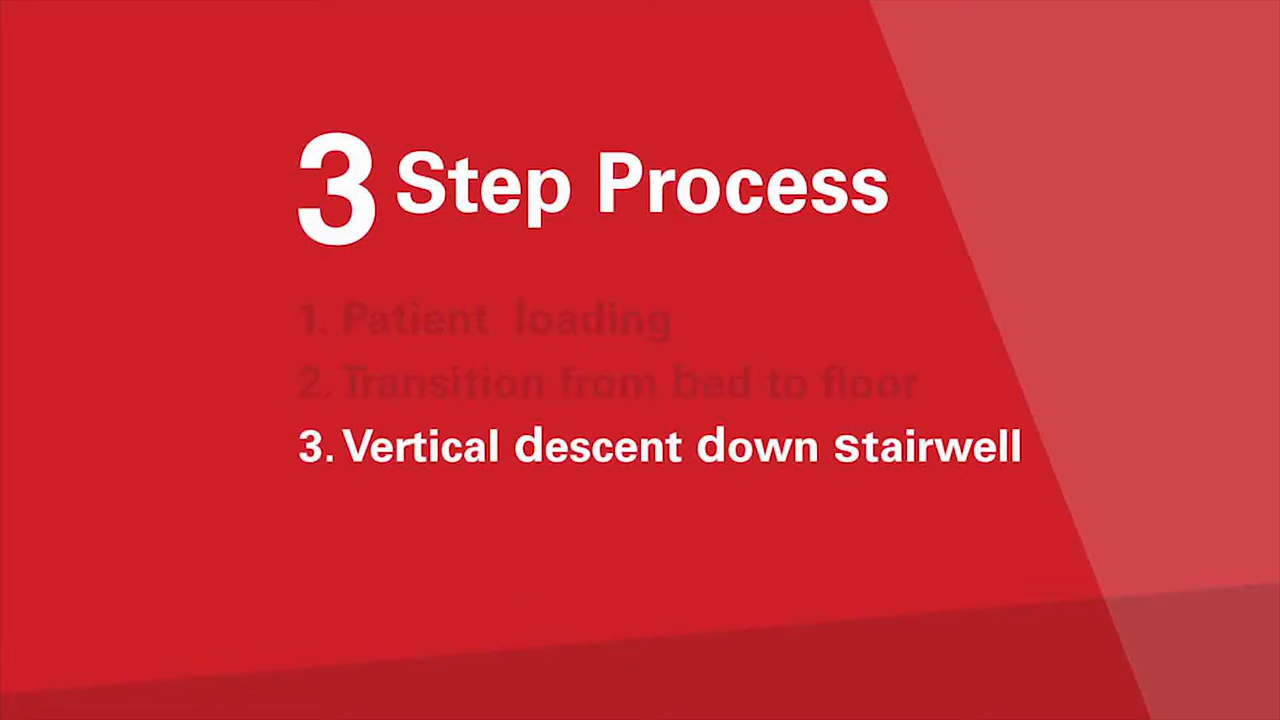 3 Step Process
1. Patient loading
2. Transition from bed to floor
3. Vertical descent down stairwell